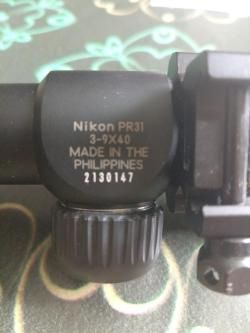 Nikon PR31
3-9X40
MADE IN THE
PHILIPPINES
2130147